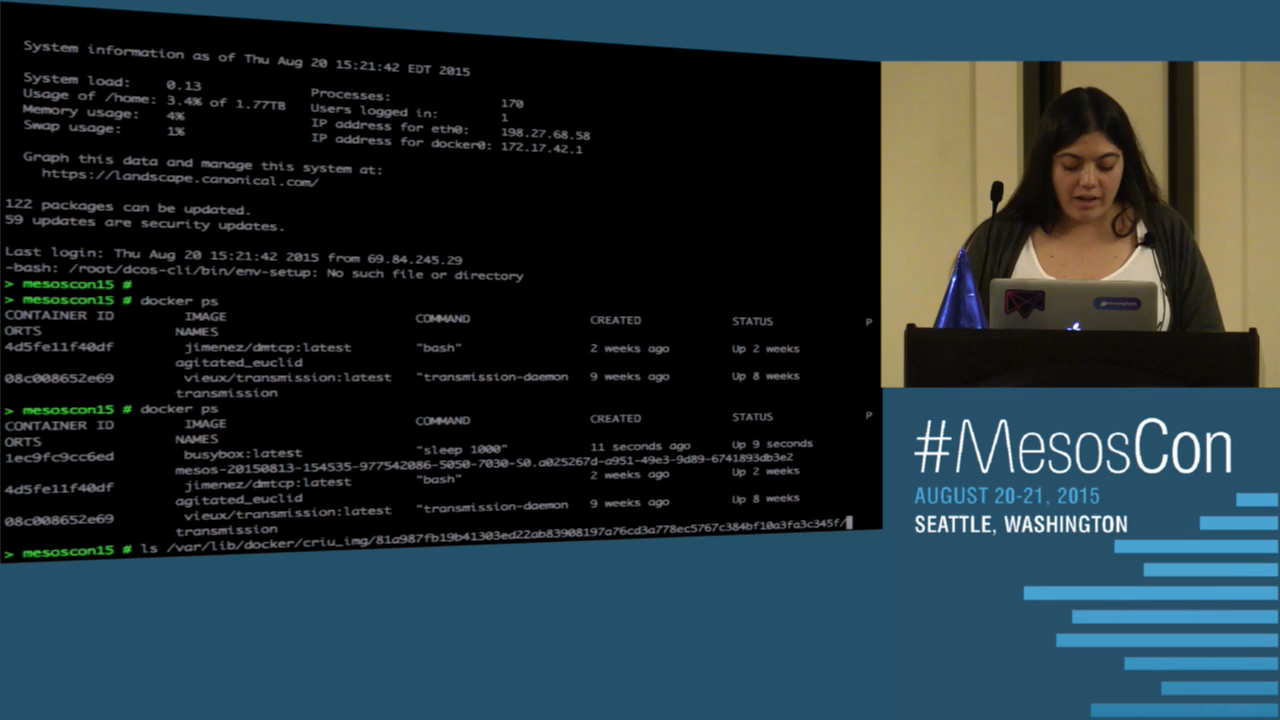 System information as of Thu Aug 20 15:21:42 EDT 2015
System load: 0.13 Processes: 170
Usage of /home: 3.4% of 1.77TB Users logged in: 1
Memory usage: 4% IP address for eth0: 198.27.68.58
Swap usage: 1% IP address for docker0: 172.17.42.1
Graph this data and manage this system at:
https://landscape.canonical.com/
122 packages can be updated.
59 updates are security updates.
Last login: Thu Aug 20 15:21:42 2015 from 69.84.245.29
-bash: /root/dcos-cli/bin/env-setup: No such file or directory
> mesoscon15 #
> mesoscon15 # docker ps
CONTAINER ID IMAGE COMMAND CREATED STATUS P
ORTS NAMES
4d5fe11f40df jimenez/dmtcp:latest "bash" 2 weeks ago Up 2 weeks
agitated_euclid
08c008652e69 vieux/transmission:latest "transmission-daemon 9 weeks ago Up 8 weeks
transmission
> mesoscon15 # docker ps
CONTAINER ID IMAGE COMMAND CREATED STATUS P
ORTS NAMES
1ec9fc9cc6ed busybox:latest "sleep 1000" 11 seconds ago Up 9 seconds
mesos-20150813-154535-977542086-5050-7030-S0.a025267d-a951-49e3-9d89-6741893db3e2
4d5fe11f40df jimenez/dmtcp:latest "bash" 2 weeks ago Up 2 weeks
agitated_euclid
08c008652e69 vieux/transmission:latest "transmission-daemon 9 weeks ago Up 8 weeks
transmission
> mesoscon15 # ls /var/lib/docker/criu_img/81a987fb19b41303ed22ab83908197a76cd3a778ec5767c384bf10a3fa3c345f/
#MesosCon
AUGUST 20-21, 2015
SEATTLE, WASHINGTON